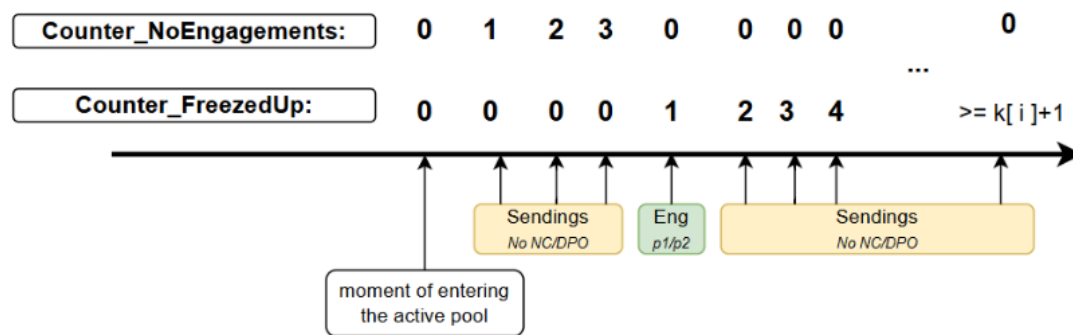 Counter_NoEngagements: 0 1 2 3 0 0 0 0 0
...
Counter_FreezedUp: 0 0 0 0 1 2 3 4 >= k[ i ]+1
Sendings Eng Sendings
No NC/DPO p1/p2 No NC/DPO
moment of entering
the active pool